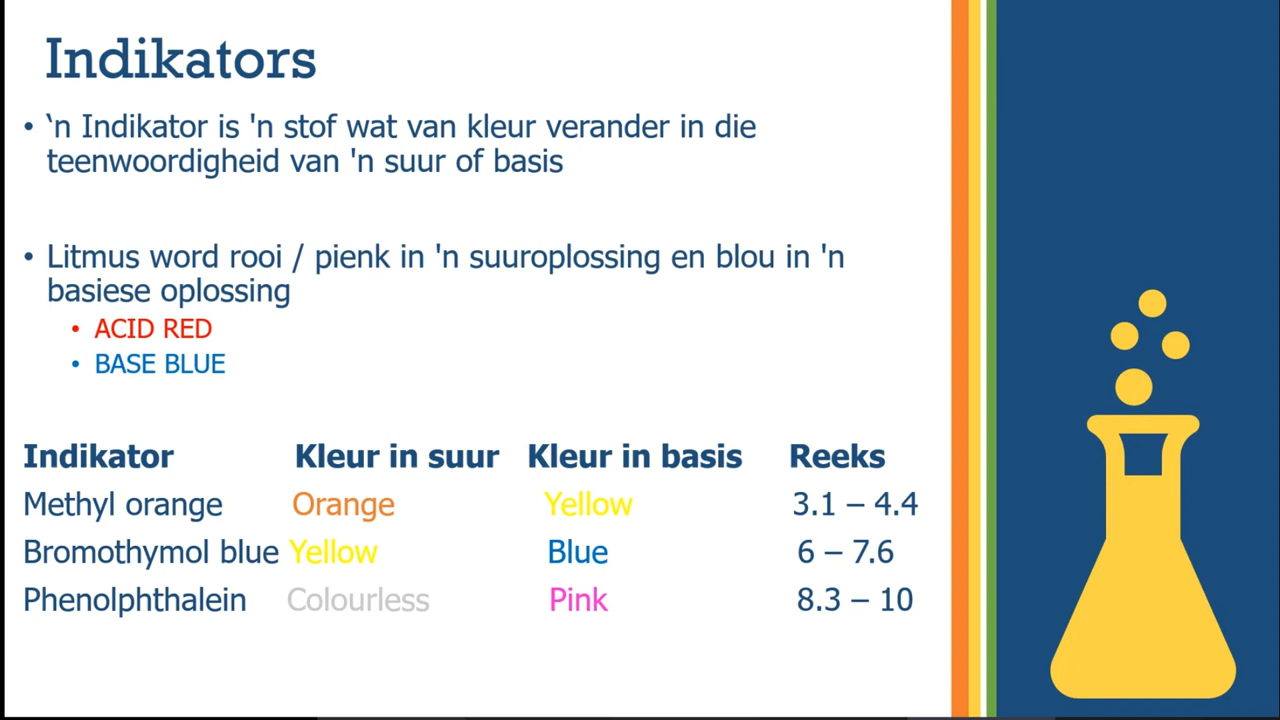 Indikators
• ‘n Indikator is 'n stof wat van kleur verander in die
teenwoordigheid van 'n suur of basis
• Litmus word rooi / pienk in 'n suuroplossing en blou in 'n
basiese oplossing
• ACID RED
• BASE BLUE
Indikator Kleur in suur Kleur in basis Reeks
Methyl orange Orange Yellow 3.1 – 4.4
Bromothymol blue Yellow Blue 6 – 7.6
Phenolphthalein Colourless Pink 8.3 – 10